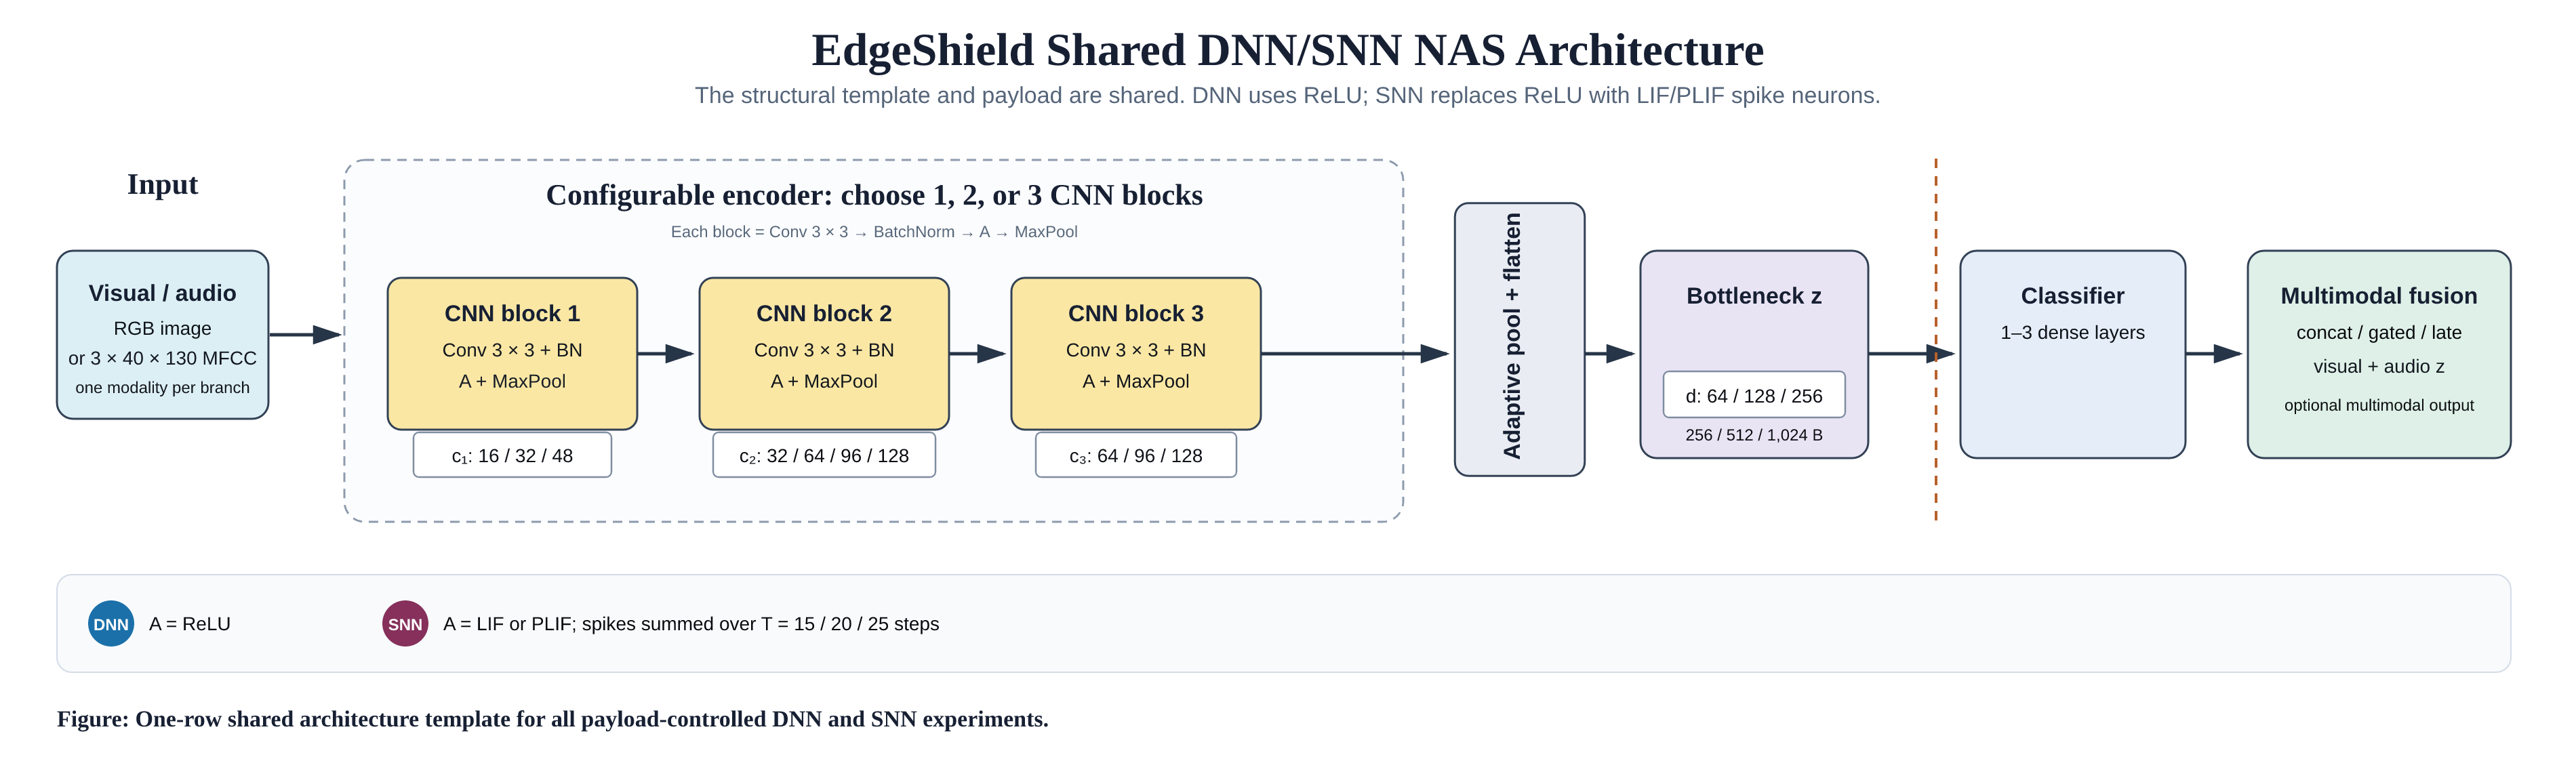 EdgeShield Shared DNN/SNN NAS Architecture
The structural template and payload are shared. DNN uses ReLU; SNN replaces ReLU with LIF/PLIF spike neurons.
Input
Visual / audio
RGB image
or 3 × 40 × 130 MFCC
one modality per branch
Configurable encoder: choose 1, 2, or 3 CNN blocks
Each block = Conv 3 × 3 → BatchNorm → A → MaxPool
CNN block 1
Conv 3 × 3 + BN
A + MaxPool
c₁: 16 / 32 / 48
CNN block 2
Conv 3 × 3 + BN
A + MaxPool
c₂: 32 / 64 / 96 / 128
CNN block 3
Conv 3 × 3 + BN
A + MaxPool
c₃: 64 / 96 / 128
Adaptive pool + flatten
Bottleneck z
d: 64 / 128 / 256
256 / 512 / 1,024 B
Classifier
1–3 dense layers
Multimodal fusion
concat / gated / late
visual + audio z
optional multimodal output
DNN
A = ReLU
SNN
A = LIF or PLIF; spikes summed over T = 15 / 20 / 25 steps
Figure: One-row shared architecture template for all payload-controlled DNN and SNN experiments.